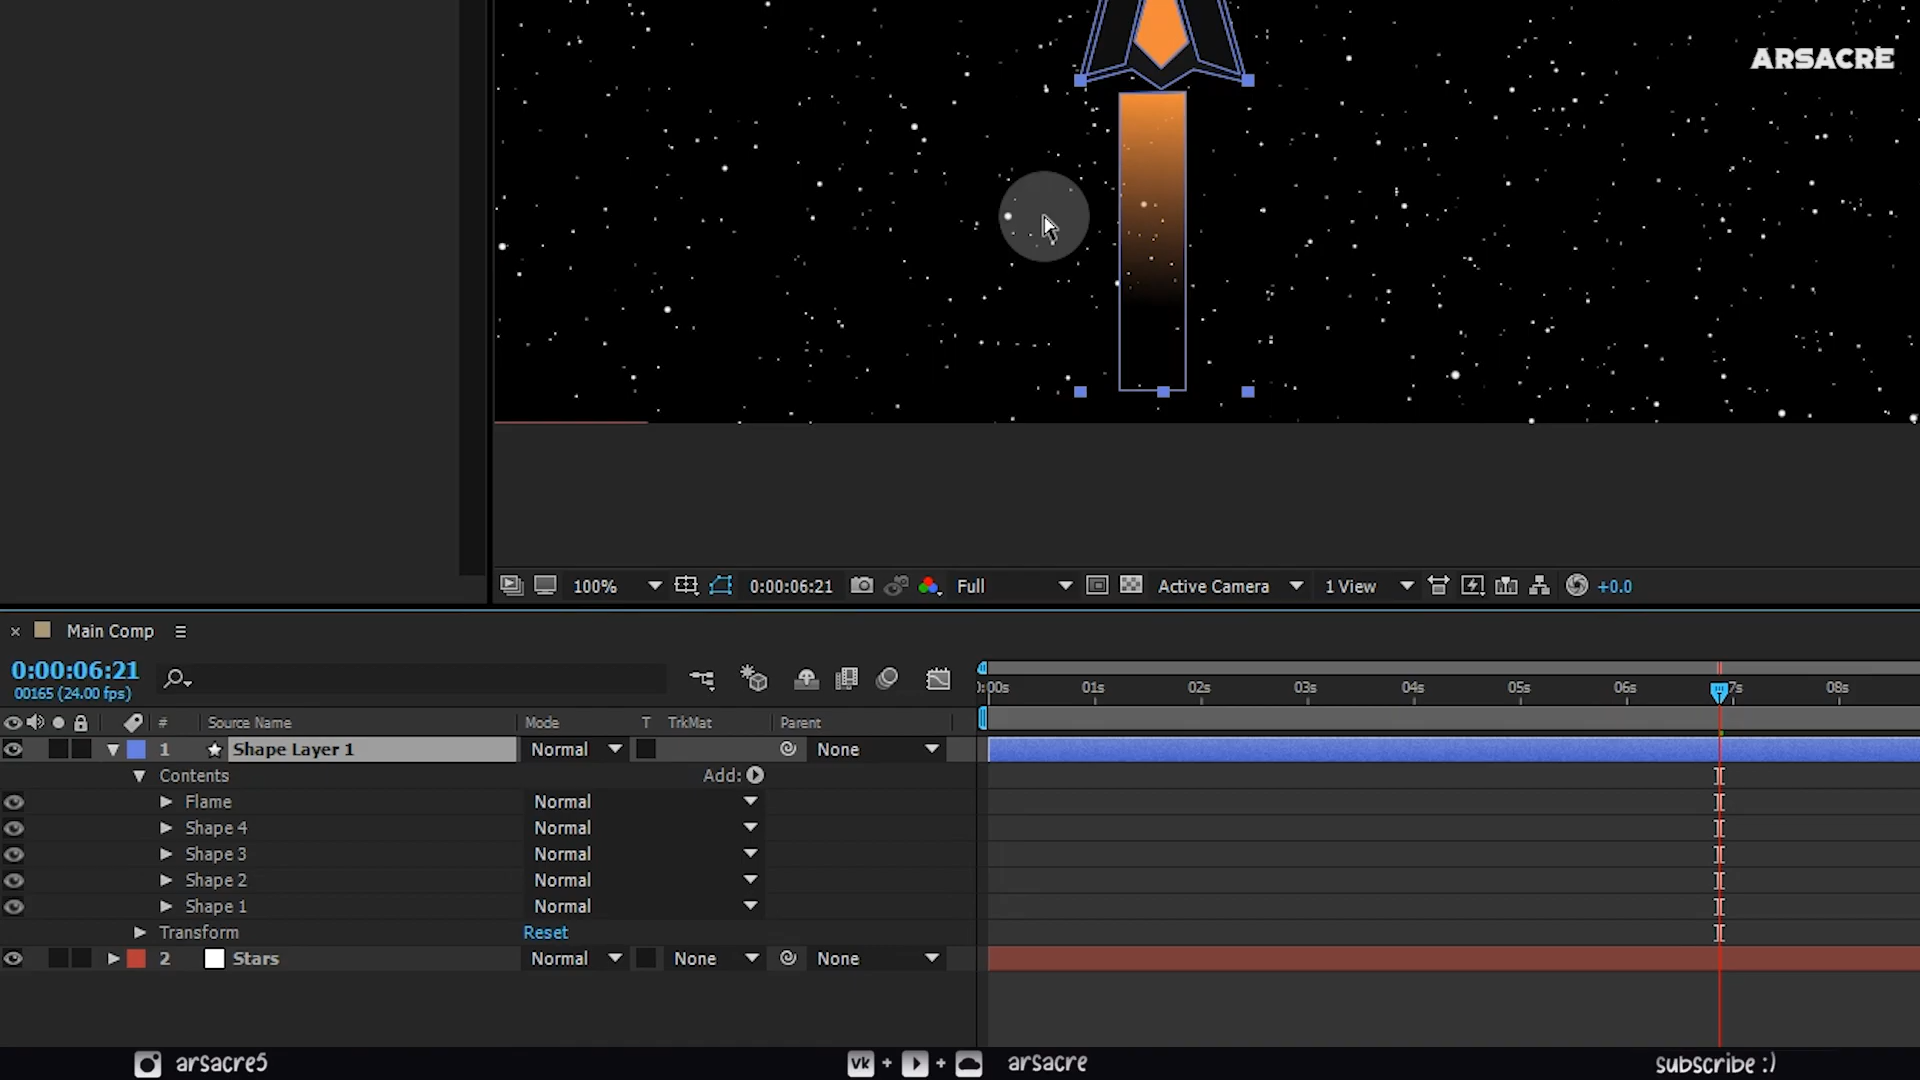 ARSACRE
100%
0:00:06:21
Full
Active Camera
1 View
+0.0
× Main Comp
0:00:06:21
00165 (24.00 fps)
):00s 01s 02s 03s 04s 05s 06s 7s 08s
# Source Name Mode T TrkMat Parent
1 Shape Layer 1 Normal None
Contents Add:
Flame Normal
Shape 4 Normal
Shape 3 Normal
Shape 2 Normal
Shape 1 Normal
Transform Reset
2 Stars Normal None None
arsacre5 vk + + arsacre subscribe :)